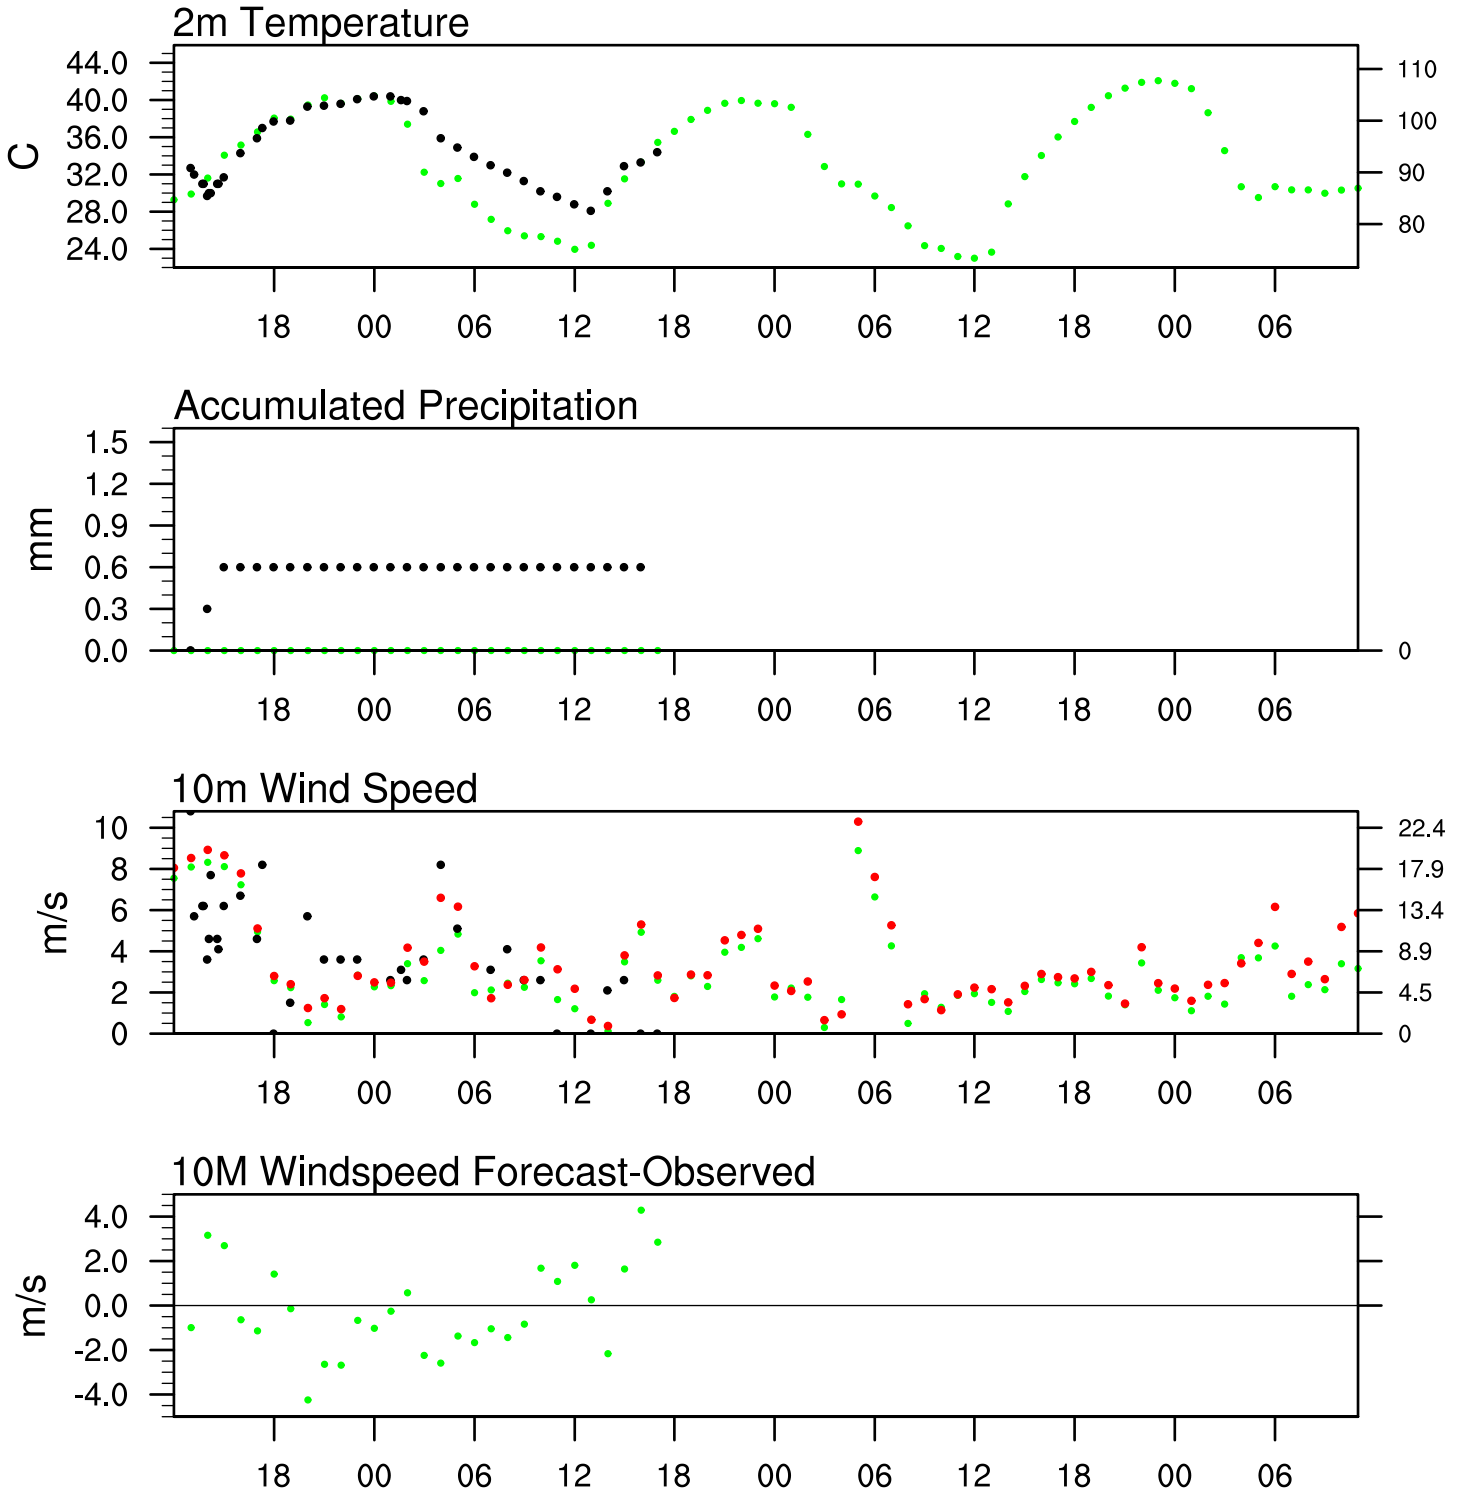 2m Temperature
44.0
40.0
36.0
32.0
28.0
24.0
C
110
100
90
80
18 00 06 12 18 00 06 12 18 00 06
Accumulated Precipitation
1.5
1.2
0.9
0.6
0.3
0.0
mm
0
18 00 06 12 18 00 06 12 18 00 06
10m Wind Speed
10
8
6
4
2
0
m/s
22.4
17.9
13.4
8.9
4.5
0
18 00 06 12 18 00 06 12 18 00 06
10M Windspeed Forecast-Observed
4.0
2.0
0.0
-2.0
-4.0
m/s
18 00 06 12 18 00 06 12 18 00 06